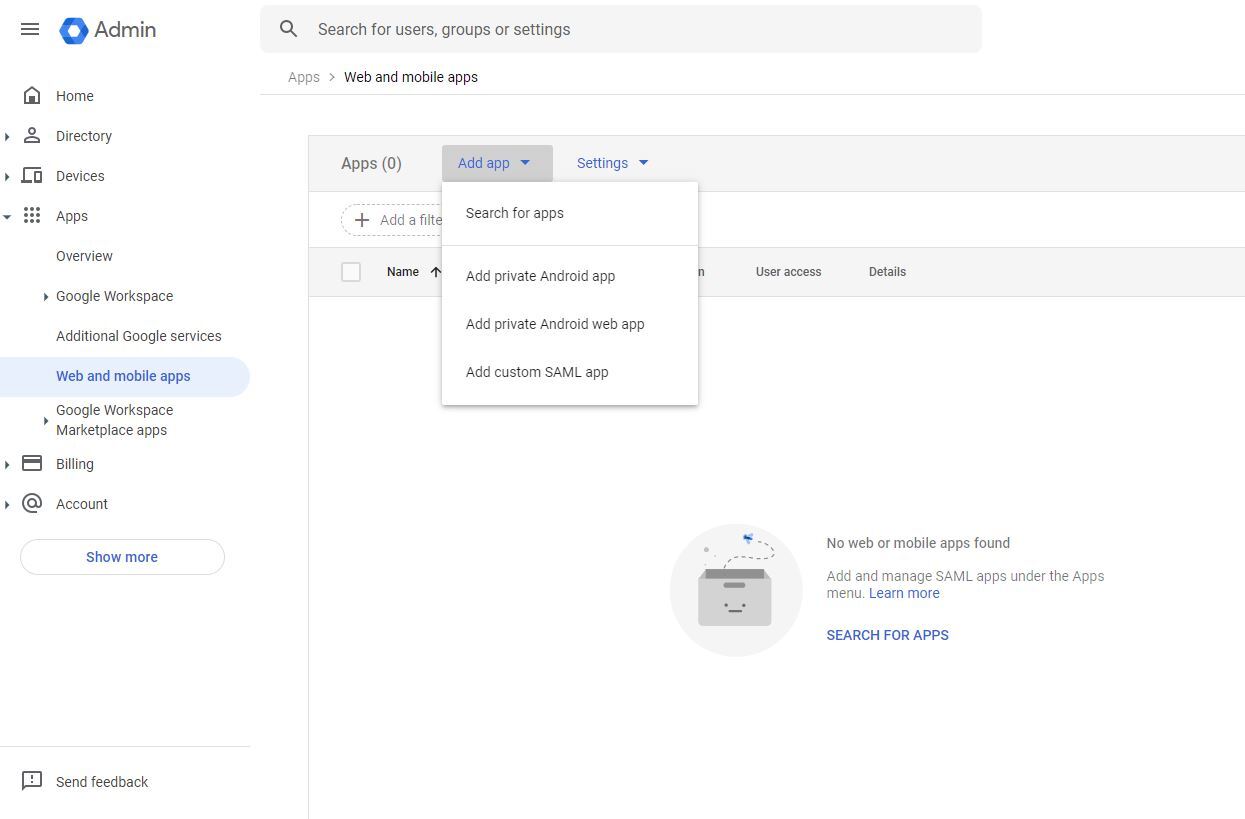 Admin
Search for users, groups or settings
Apps > Web and mobile apps
Home
Directory
Devices
Apps
Overview
Google Workspace
Additional Google services
Web and mobile apps
Google Workspace
Marketplace apps
Billing
Account
Show more
Send feedback
Apps (0)
Add app
Settings
Search for apps
Add private Android app
Add private Android web app
Add custom SAML app
Add a filte
Name
User access
Details
No web or mobile apps found
Add and manage SAML apps under the Apps
menu. Learn more
SEARCH FOR APPS